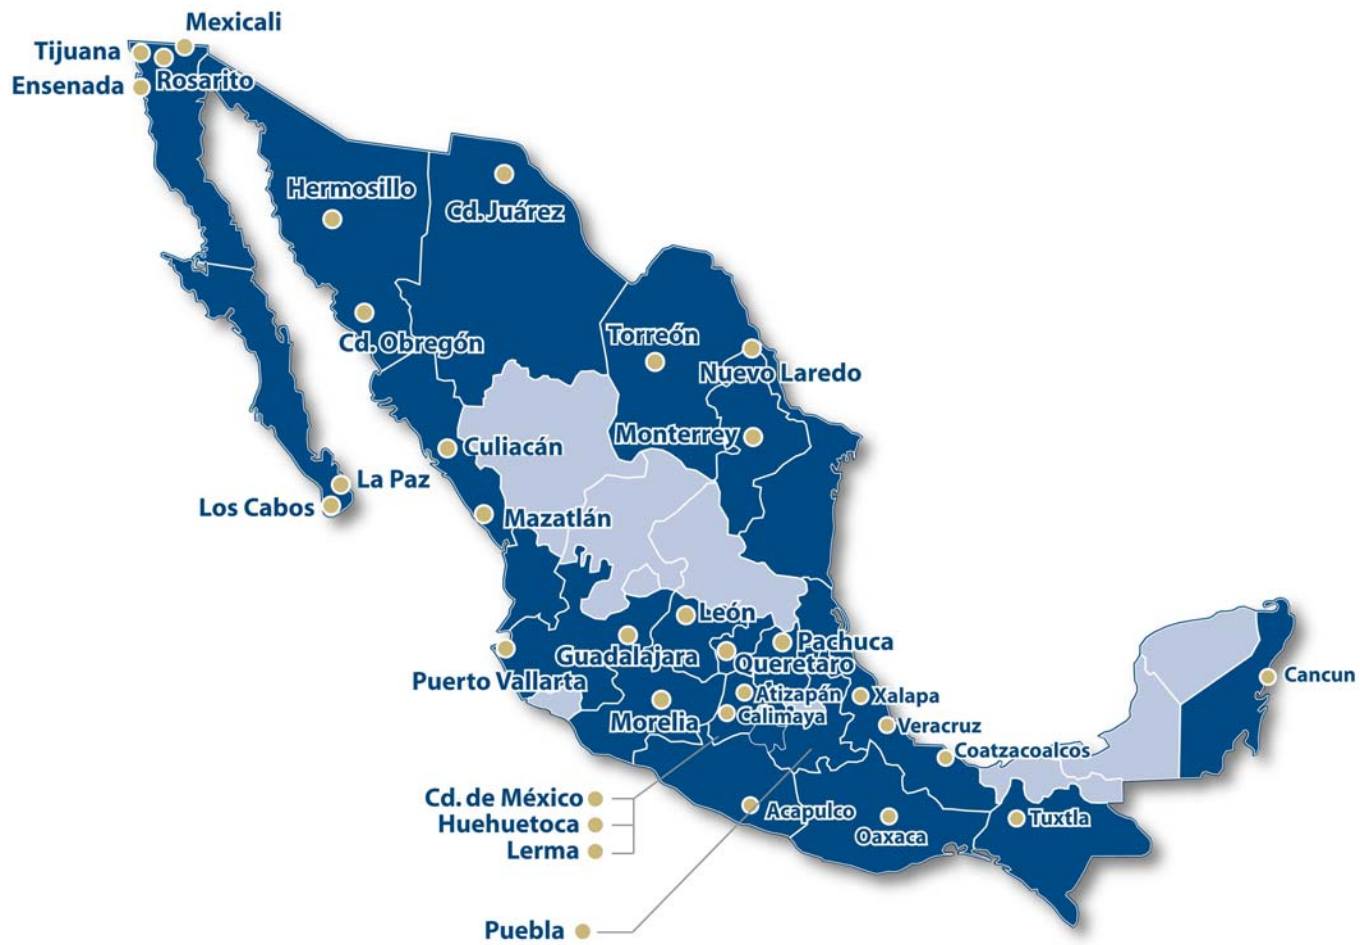 Mexicali
Tijuana
Rosarito
Ensenada
Hermosillo
Cd. Juárez
Cd. Obregón
Torreón
Nuevo Laredo
Monterrey
Culiacán
La Paz
Los Cabos
Mazatlán
León
Pachuca
Guadalajara
Querétaro
Puerto Vallarta
Cancun
Atizapán
Xalapa
Morelia
Calimaya
Veracruz
Coatzacoalcos
Cd. de México
Acapulco
Tuxtla
Huehuetoca
Oaxaca
Lerma
Puebla